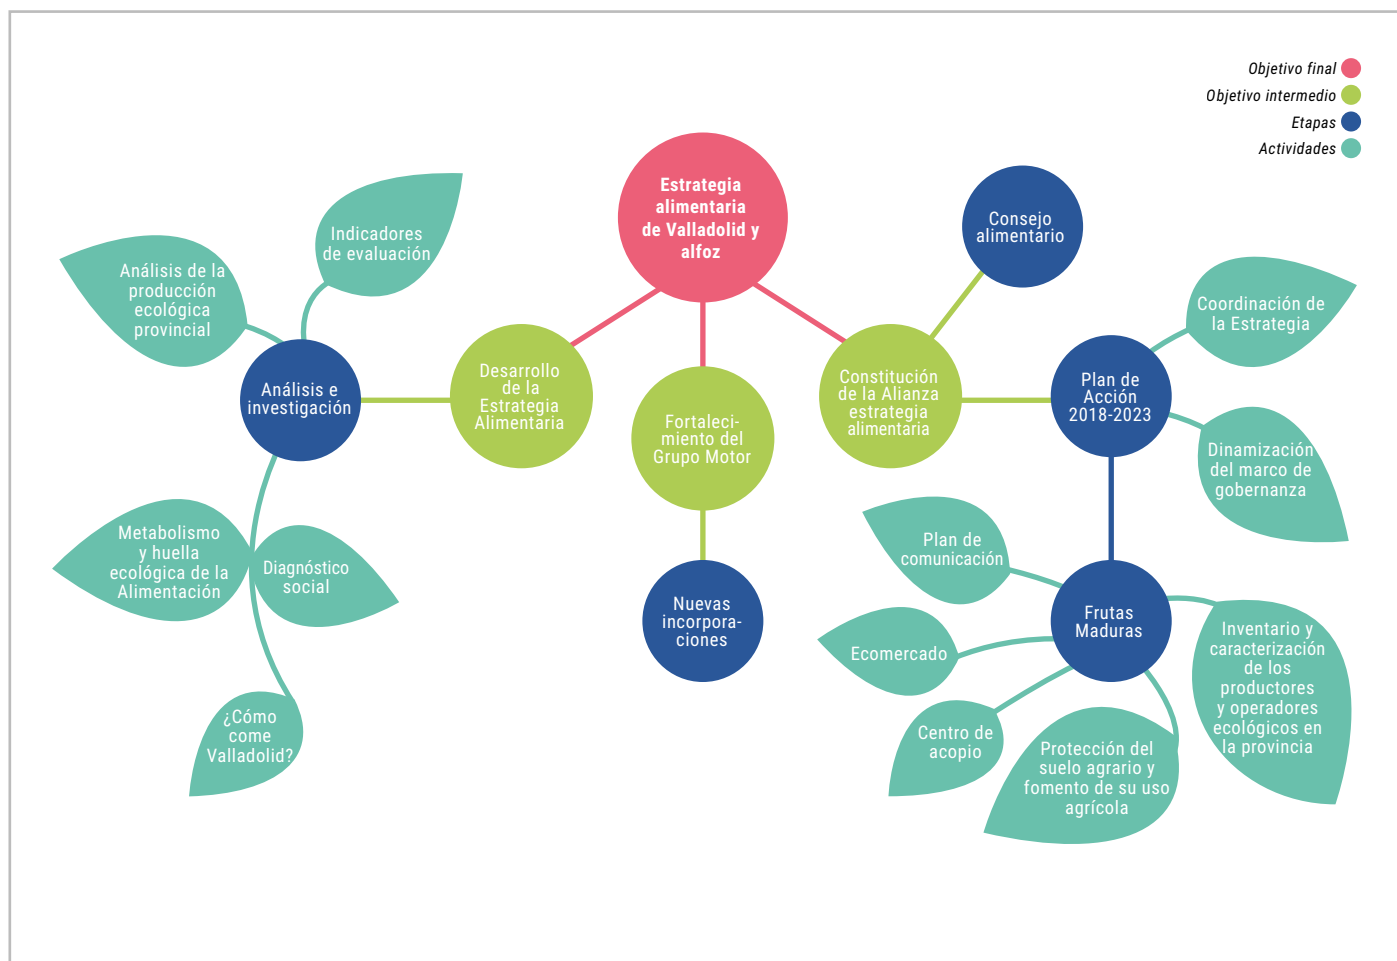 Objetivo final
Objetivo intermedio
Etapas
Actividades
Estrategia
alimentaria
de Valladolid y
alfoz
Consejo
alimentario
Indicadores
de evaluación
Análisis de la
producción
ecológica
provincial
Coordinación de
la Estrategia
Análisis e
investigación
Desarrollo
de la
Estrategia
Alimentaria
Fortaleci-
miento del
Grupo Motor
Constitución
de la Alianza
estrategia
alimentaria
Plan de
Acción
2018-2023
Dinamización
del marco de
gobernanza
Metabolismo
y huella
ecológica de la
Alimentación
Diagnóstico
social
Plan de
comunicación
Nuevas
incorpora-
ciones
Frutas
Maduras
Ecomercado
Inventario y
caracterización
de los
productores
y operadores
ecológicos en
la provincia
¿Cómo
come
Valladolid?
Centro de
acopio
Protección del
suelo agrario y
fomento de su uso
agrícola